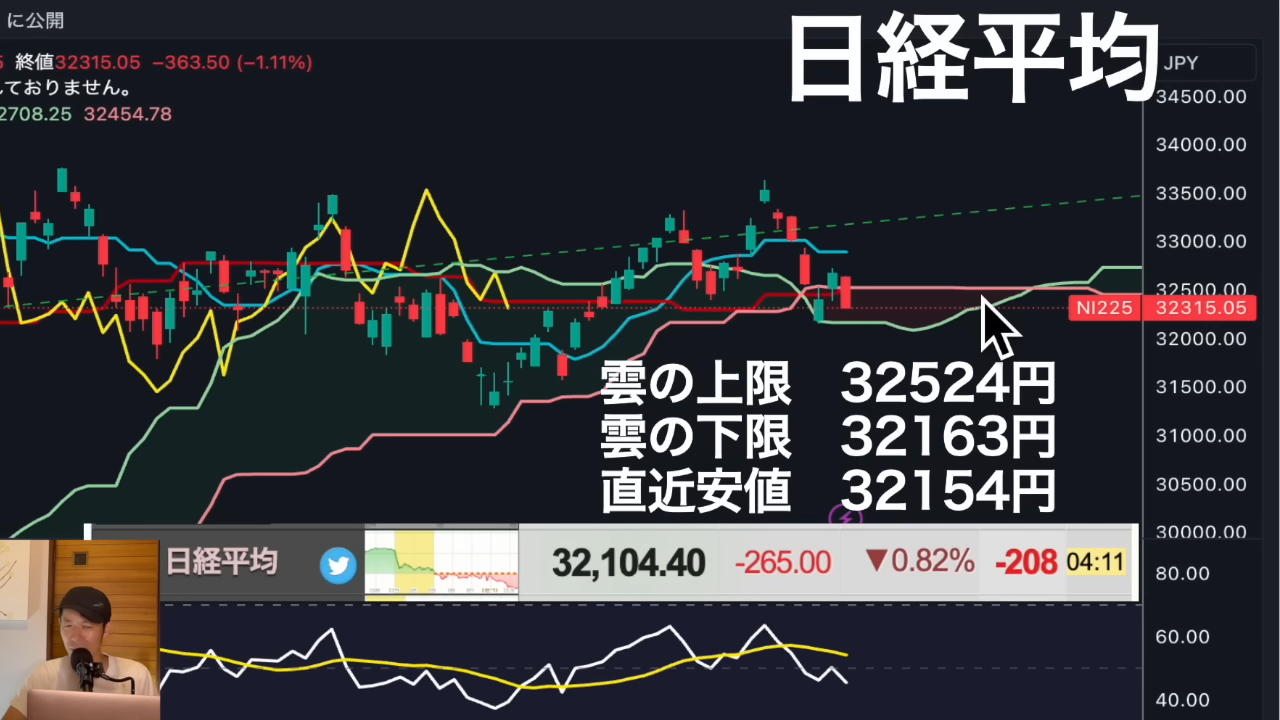 に公開
日経平均
JPY
終値32315.05 −363.50 (−1.11%)
ておりません。
2708.25 32454.78
34500.00
34000.00
33500.00
33000.00
32500.00
NI225 32315.05
32000.00
31500.00
31000.00
30500.00
30000.00
雲の上限 32524円
雲の下限 32163円
直近安値 32154円
日経平均 32,104.40 -265.00 ▼0.82% -208 04:11
80.00
60.00
40.00